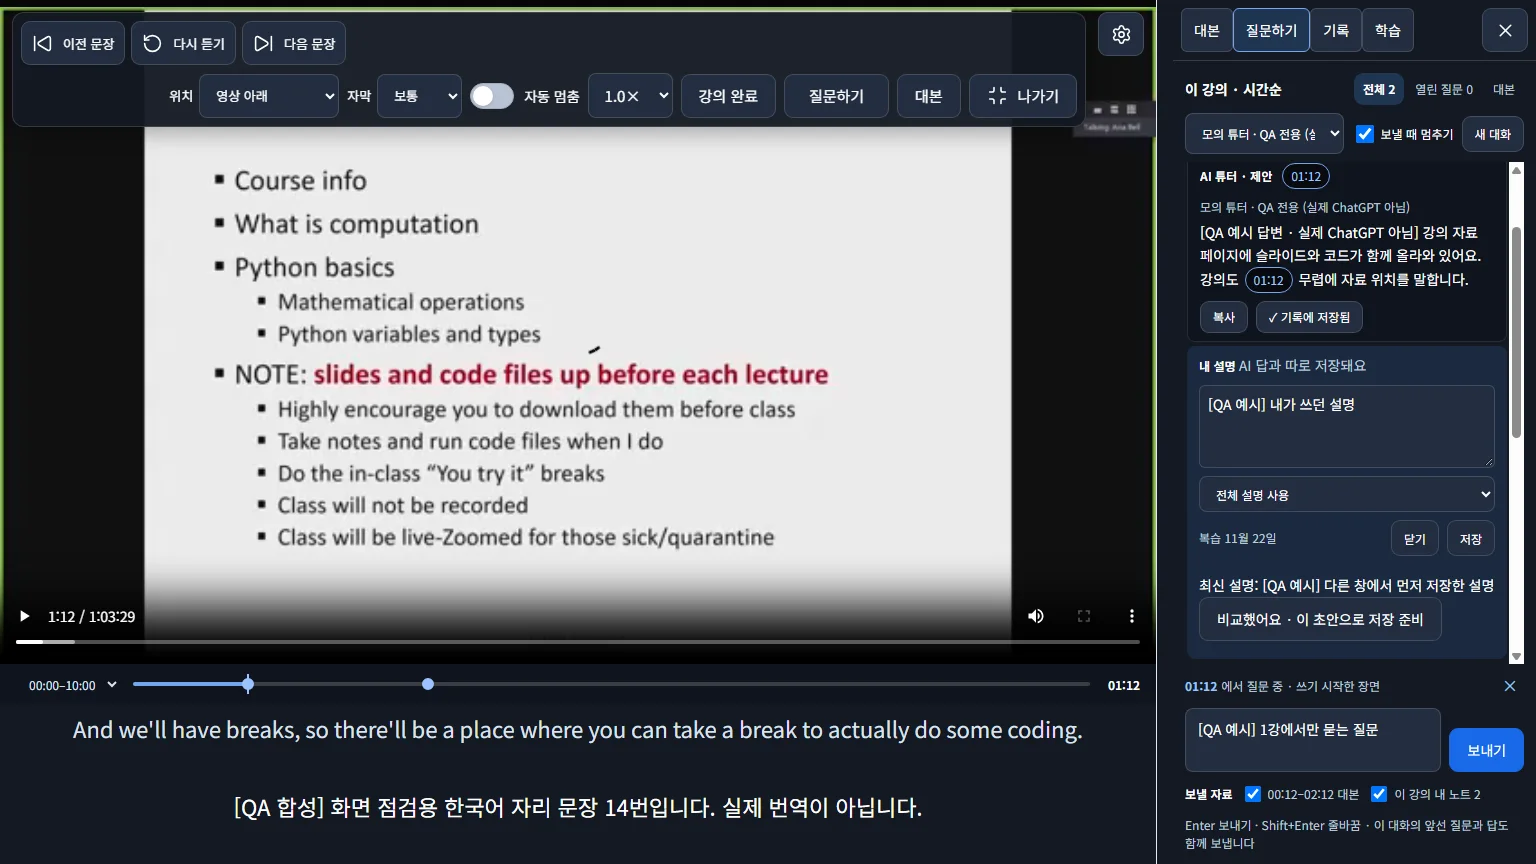 이전 문장
다시 듣기
다음 문장
위치
영상 아래
자막
보통
자동 멈춤
1.0×
강의 완료
질문하기
대본
나가기
Talking: Ana Bell
▪ Course info
▪ What is computation
▪ Python basics
▪ Mathematical operations
▪ Python variables and types
▪ NOTE: slides and code files up before each lecture
▪ Highly encourage you to download them before class
▪ Take notes and run code files when I do
▪ Do the in-class “You try it” breaks
▪ Class will not be recorded
▪ Class will be live-Zoomed for those sick/quarantine
1:12 / 1:03:29
00:00–10:00
01:12
And we'll have breaks, so there'll be a place where you can take a break to actually do some coding.
[QA 합성] 화면 점검용 한국어 자리 문장 14번입니다. 실제 번역이 아닙니다.
대본
질문하기
기록
학습
이 강의 · 시간순
전체 2
열린 질문 0
대본
모의 튜터 · QA 전용
보낼 때 멈추기
새 대화
AI 튜터 · 제안 01:12
모의 튜터 · QA 전용 (실제 ChatGPT 아님)
[QA 예시 답변 · 실제 ChatGPT 아님] 강의 자료
페이지에 슬라이드와 코드가 함께 올라와 있어요.
강의도 01:12 무렵에 자료 위치를 말합니다.
복사
✓ 기록에 저장됨
내 설명 AI 답과 따로 저장돼요
[QA 예시] 내가 쓰던 설명
전체 설명 사용
복습 11월 22일
닫기
저장
최신 설명: [QA 예시] 다른 창에서 먼저 저장한 설명
비교했어요 · 이 초안으로 저장 준비
01:12 에서 질문 중 · 쓰기 시작한 장면
[QA 예시] 1강에서만 묻는 질문
보내기
보낼 자료
00:12–02:12 대본
이 강의 내 노트 2
Enter 보내기 · Shift+Enter 줄바꿈 · 이 대화의 앞선 질문과 답도
함께 보냅니다